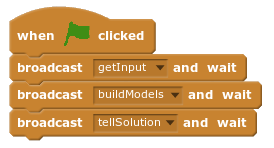 when clicked
broadcast getInput and wait
broadcast buildModels and wait
broadcast tellSolution and wait